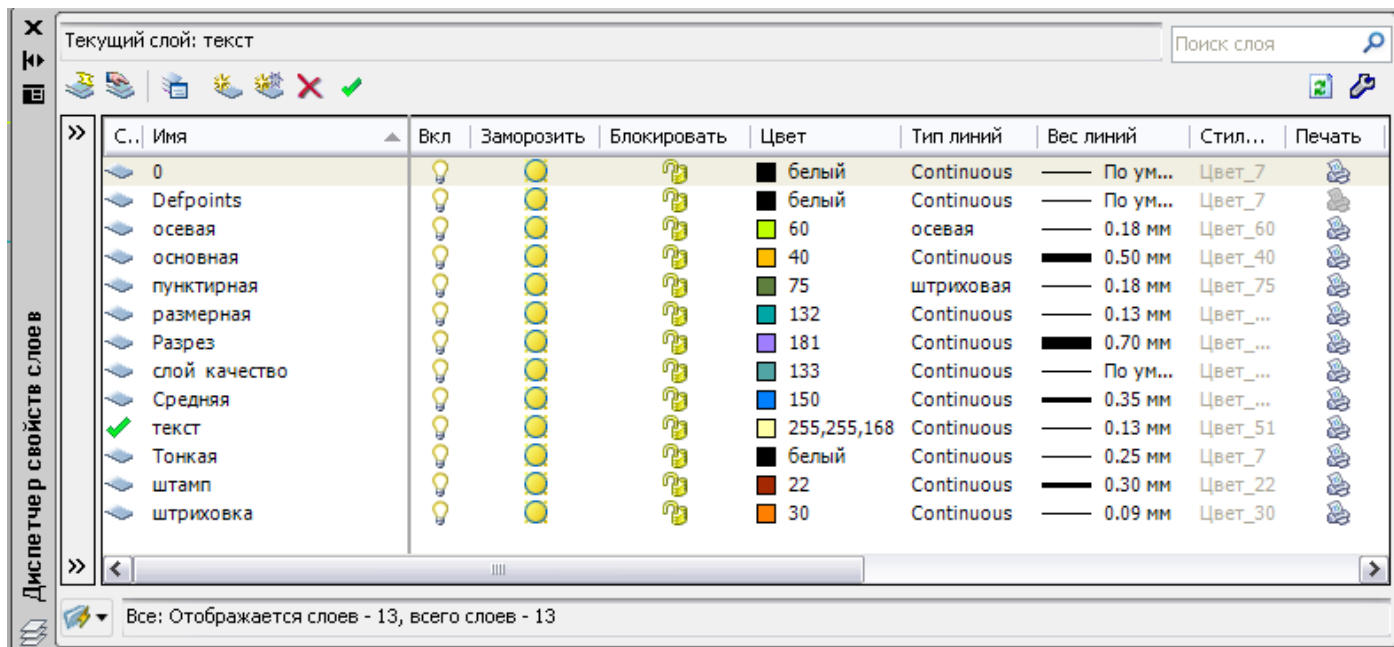 Текущий слой: текст
Поиск слоя
С.. Имя Вкл Заморозить Блокировать Цвет Тип линий Вес линий Стил... Печать
0 белый Continuous По ум... Цвет_7
Defpoints белый Continuous По ум... Цвет_7
осевая 60 осевая 0.18 мм Цвет_60
основная 40 Continuous 0.50 мм Цвет_40
пунктирная 75 штриховая 0.18 мм Цвет_75
размерная 132 Continuous 0.13 мм Цвет_...
Разрез 181 Continuous 0.70 мм Цвет_...
слой качество 133 Continuous По ум... Цвет_...
Средняя 150 Continuous 0.35 мм Цвет_...
текст 255,255,168 Continuous 0.13 мм Цвет_51
Тонкая белый Continuous 0.25 мм Цвет_7
штамп 22 Continuous 0.30 мм Цвет_22
штриховка 30 Continuous 0.09 мм Цвет_30
Все: Отображается слоев - 13, всего слоев - 13
Диспетчер свойств слоев